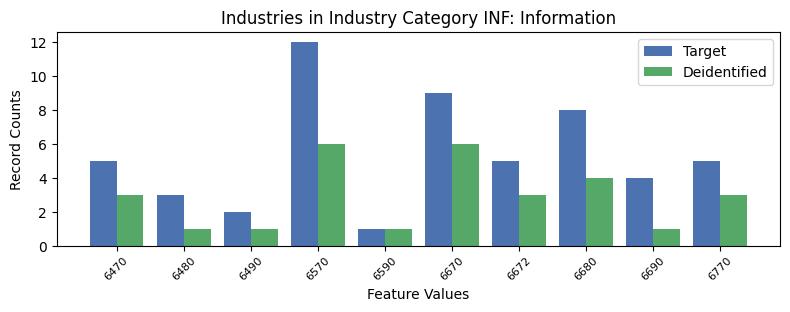 Industries in Industry Category INF: Information
Target
Deidentified
Record Counts
12
10
8
6
4
2
0
6470 6480 6490 6570 6590 6670 6672 6680 6690 6770
Feature Values